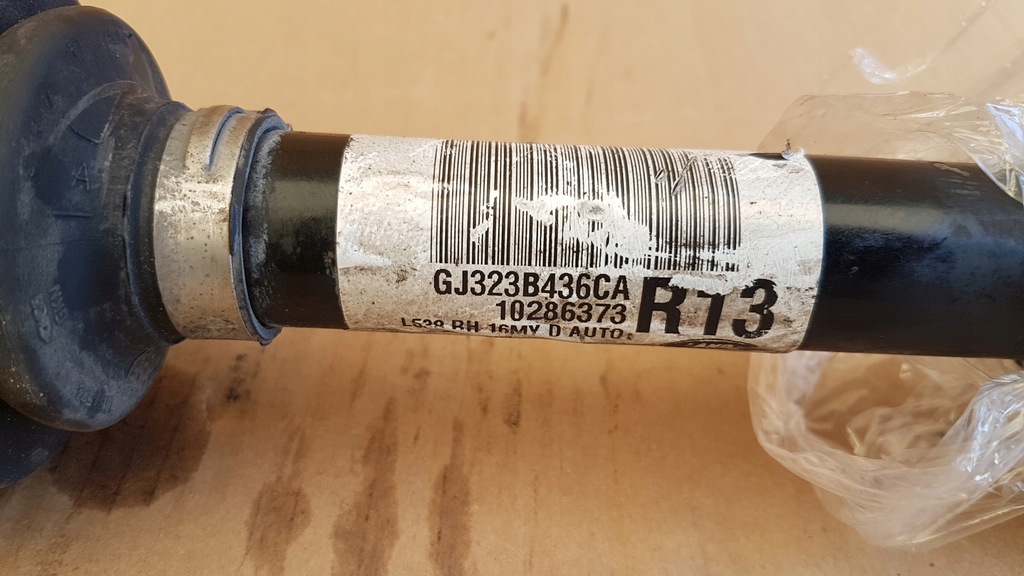 GJ323B436CA
10286373
R13
L538 RH 16MY D AUTO